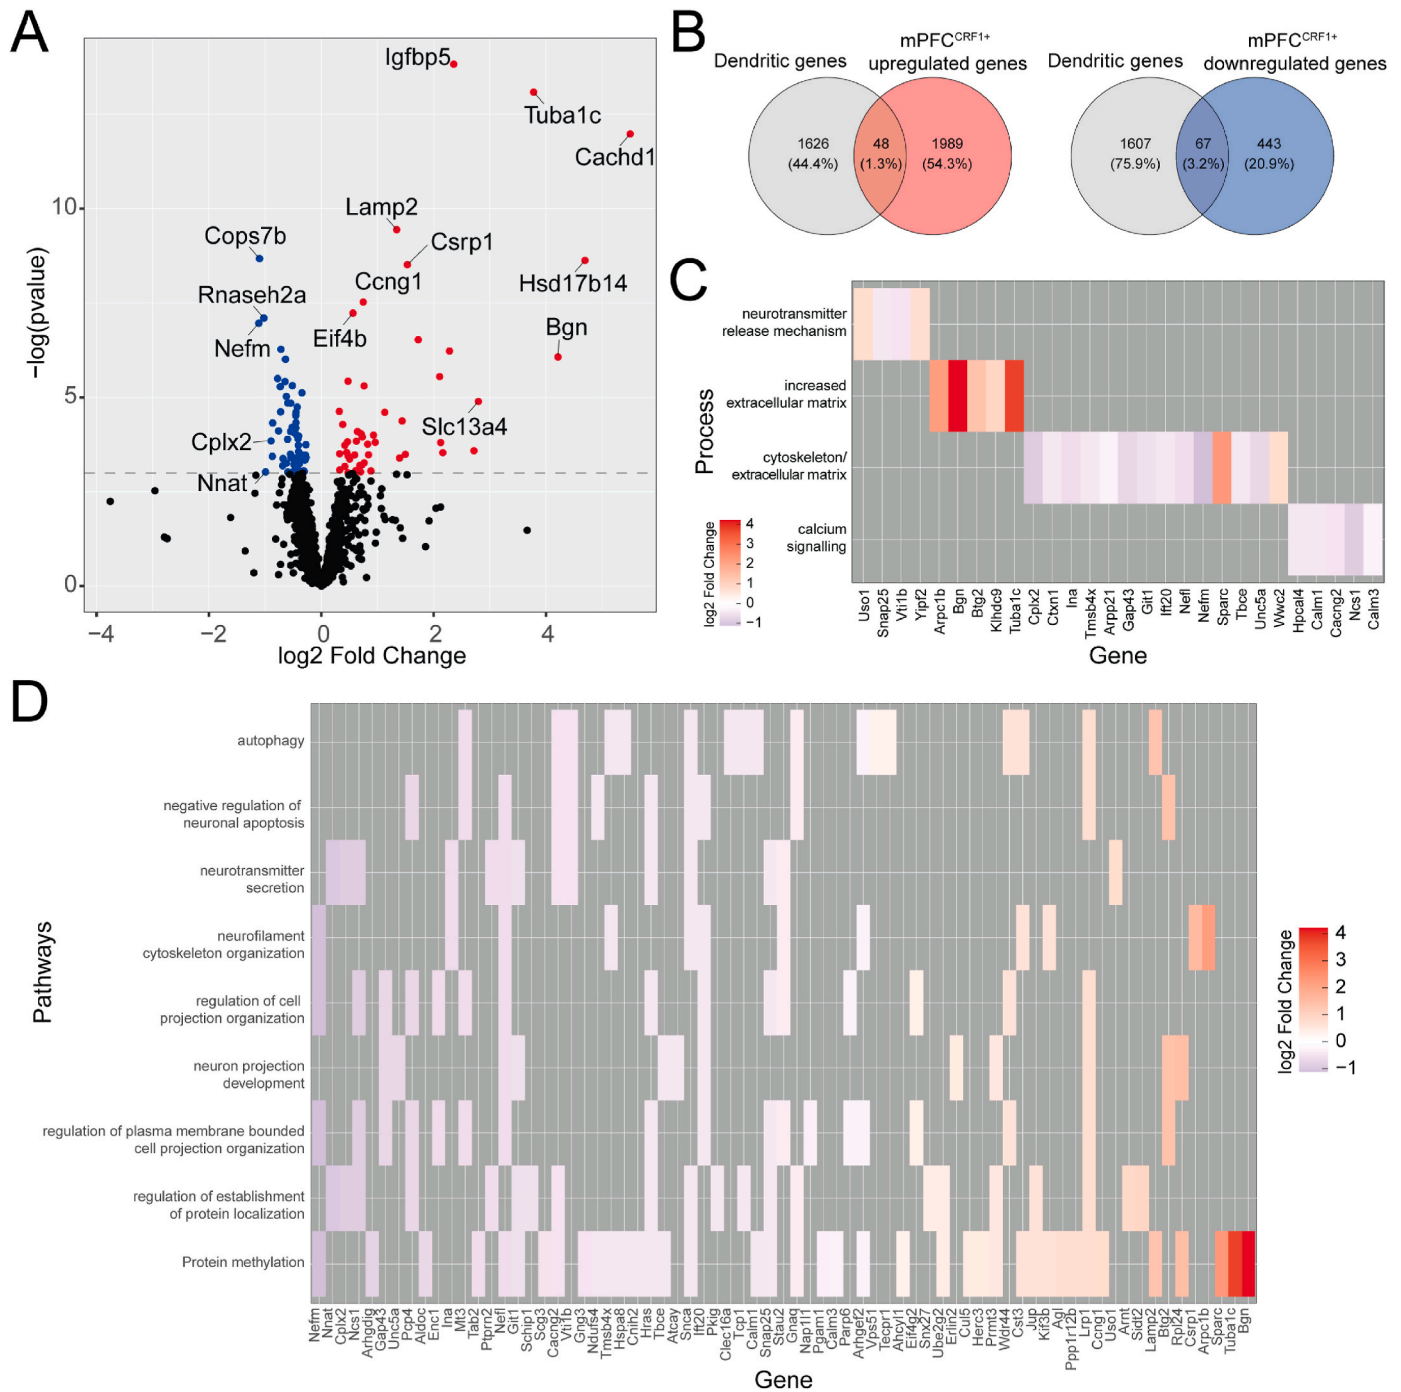 A
Igfbp5
Tuba1c
Cachd1
Lamp2
Csrp1
Cops7b
Ccng1
Hsd17b14
Rnaseh2a
Eif4b
Bgn
Nefm
Slc13a4
Cplx2
Nnat
10
5
0
−log(pvalue)
−4
−2
0
2
4
log2 Fold Change
B
Dendritic genes
mPFCCRF1+
upregulated genes
1626
(44.4%)
48
(1.3%)
1989
(54.3%)
Dendritic genes
mPFCCRF1+
downregulated genes
1607
(75.9%)
67
(3.2%)
443
(20.9%)
C
Process
neurotransmitter
release mechanism
increased
extracellular matrix
cytoskeleton/
extracellular matrix
calcium
signalling
log2 Fold Change
4
3
2
1
0
−1
Uso1
Snap25
Vti1b
Yipf2
Arpc1b
Bgn
Btg2
Klhdc9
Tuba1c
Cplx2
Ctxn1
Ina
Tmsb4x
Arpp21
Gap43
Git1
Ift20
Nefl
Nefm
Sparc
Tbce
Unc5a
Wwc2
Hpcal4
Calm1
Cacng2
Ncs1
Calm3
Gene
D
Pathways
autophagy
negative regulation of
neuronal apoptosis
neurotransmitter
secretion
neurofilament
cytoskeleton organization
regulation of cell
projection organization
neuron projection
development
regulation of plasma membrane bounded
cell projection organization
regulation of establishment
of protein localization
Protein methylation
log2 Fold Change
4
3
2
1
0
−1
Nefm
Nnat
Cplx2
Ncs1
Arhgdig
Gap43
Unc5a
Pcp4
Aldoc
Enc1
Ina
Mt3
Tab2
Ptprn2
Nefl
Git1
Schip1
Scg3
Cacng2
Vti1b
Gng3
Ndufs4
Tmsb4x
Hspa8
Cnih2
Hras
Tbce
Atcay
Snca
Ift20
Pkig
Clec16a
Tcp1
Calm1
Snap25
Stau2
Gnaq
Nap1l1
Pgam1
Calm3
Parp6
Arhgef2
Vps51
Tecpr1
Ahcyl1
Eif4g2
Snx27
Ube2g2
Erlin2
Cul5
Herc3
Prmt3
Wdr44
Cst3
Jup
Kif3b
Agl
Ppp1r12b
Lrp1
Ccng1
Uso1
Arnt
Sidt2
Lamp2
Btg2
Rpl24
Csrp1
Arpc1b
Sparc
Tuba1c
Bgn
Gene